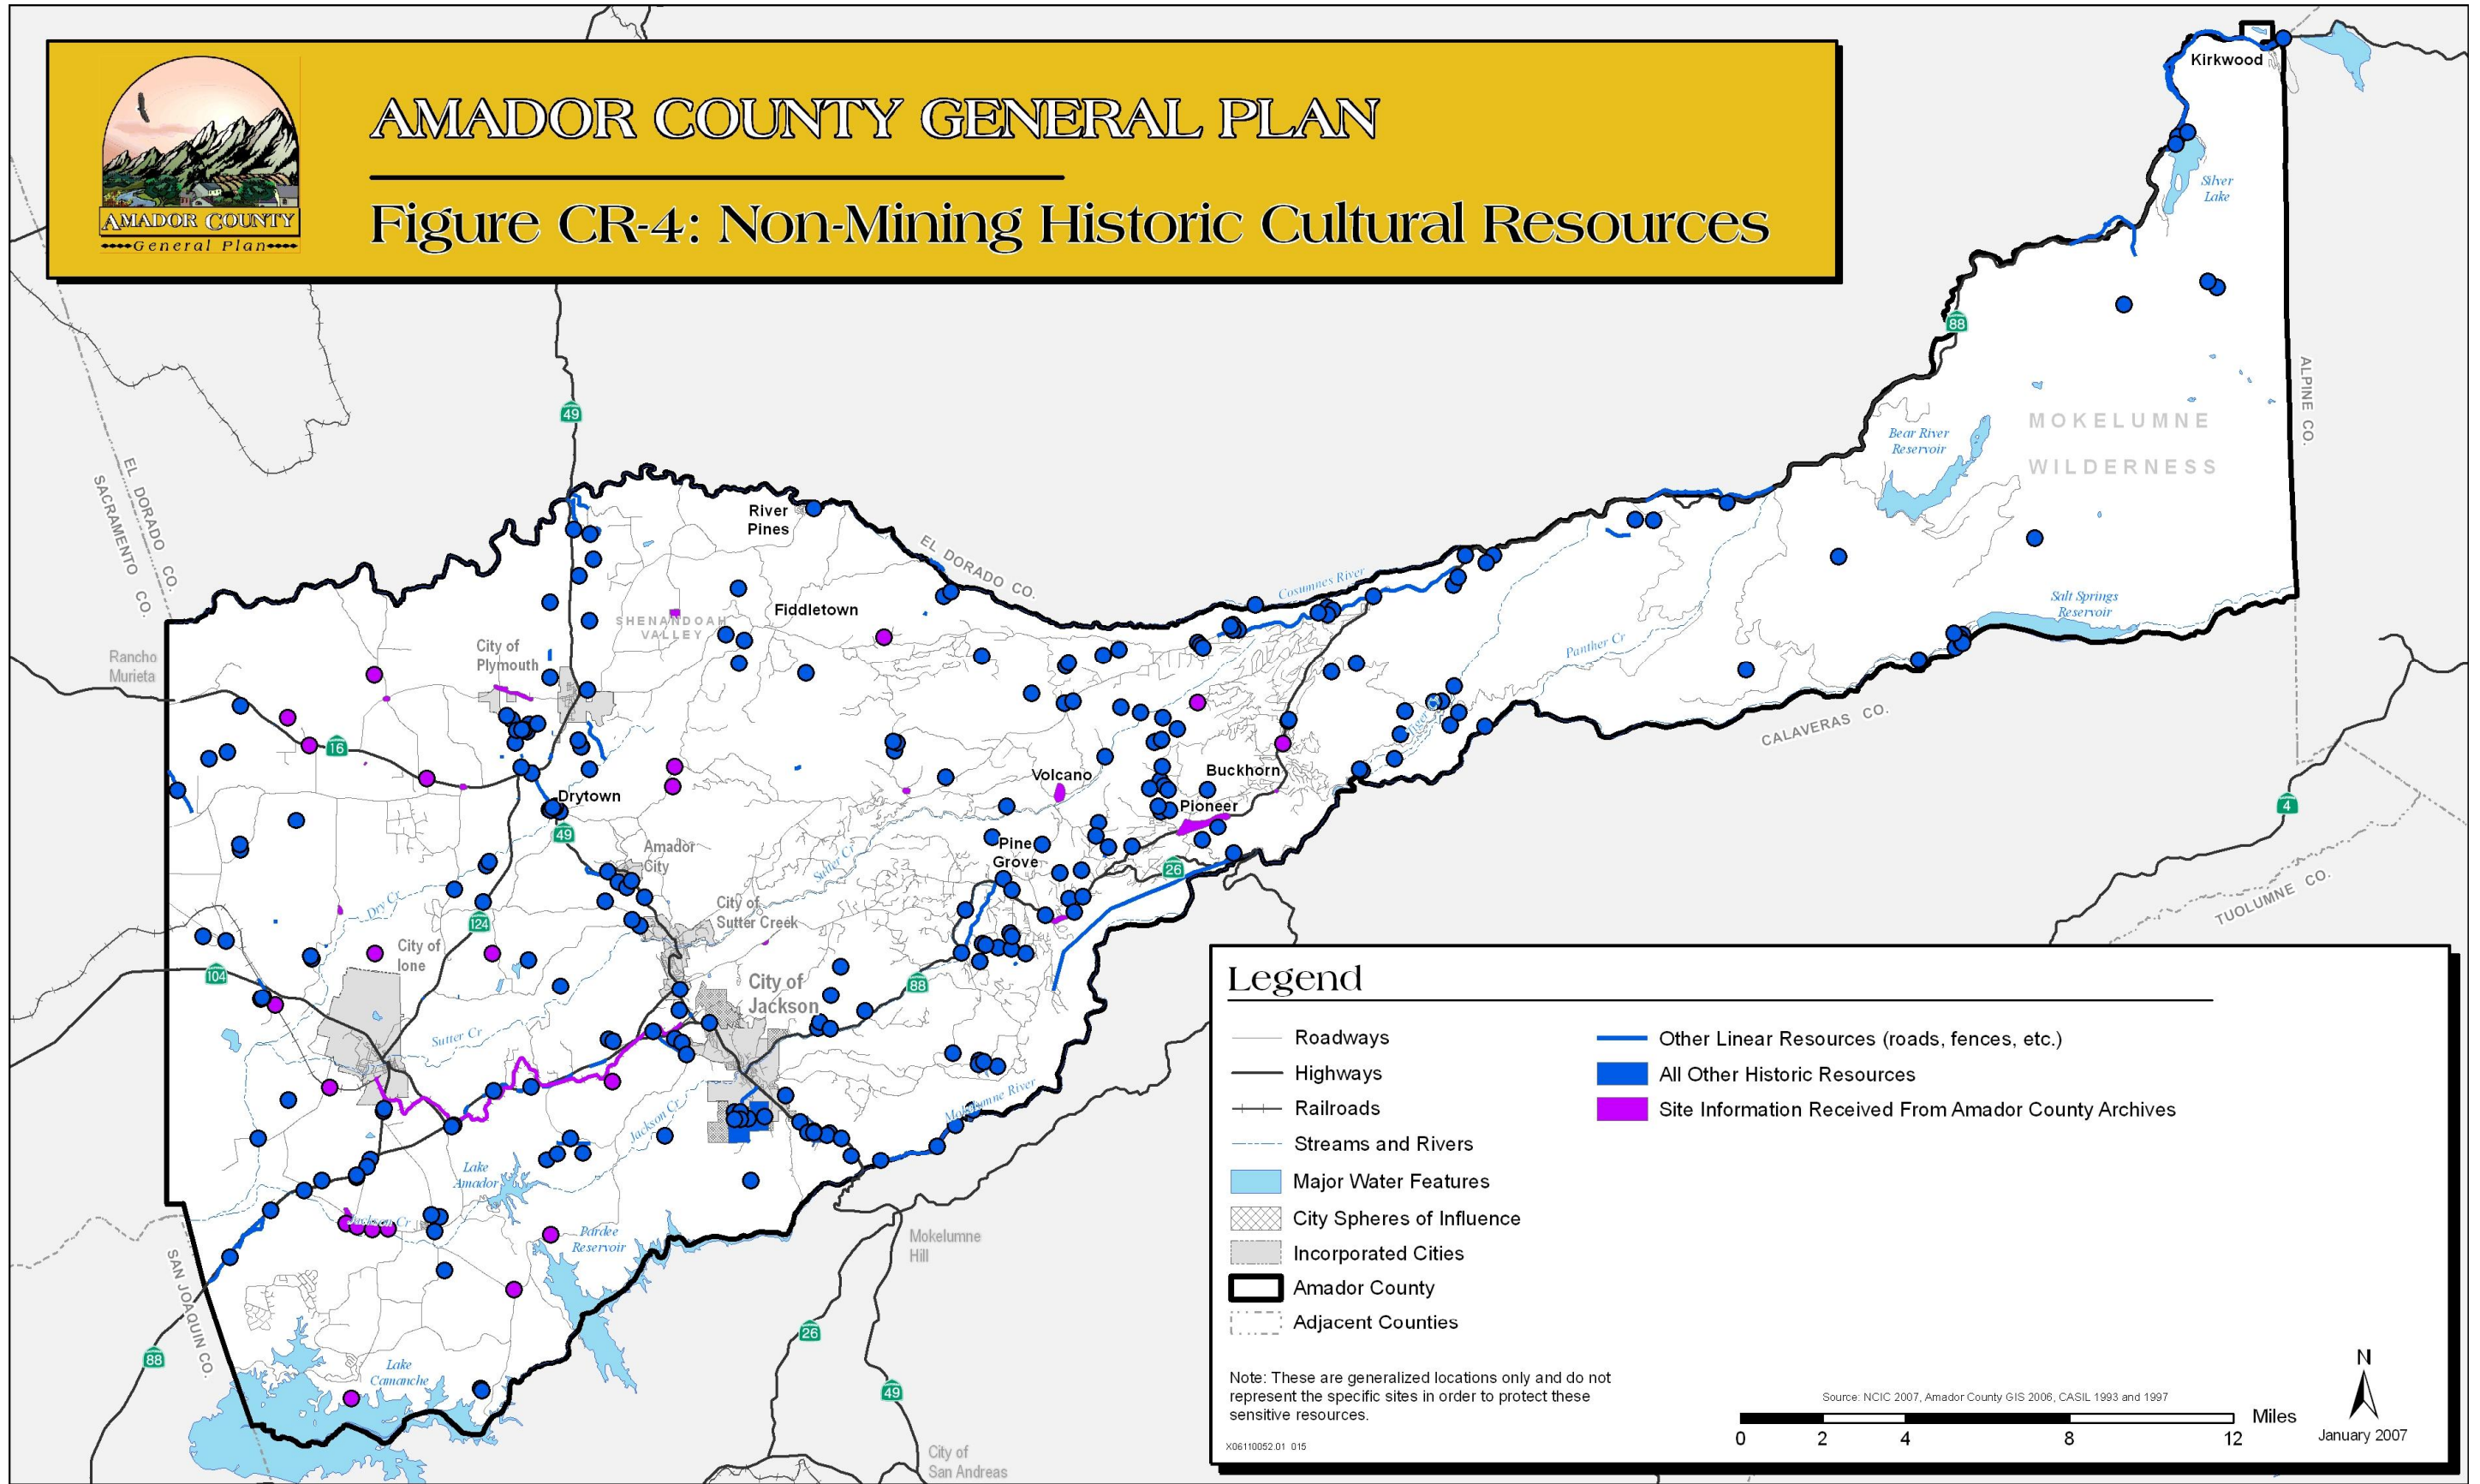 AMADOR COUNTY
General Plan
AMADOR COUNTY GENERAL PLAN
Figure CR-4: Non-Mining Historic Cultural Resources
Kirkwood
Silver
Lake
88
ALPINE CO.
MOKELUMNE
WILDERNESS
Bear River
Reservoir
49
EL DORADO CO.
SACRAMENTO CO.
River
Pines
EL DORADO CO.
Cosumnes River
Salt Springs
Reservoir
Fiddletown
SHENANDOAH
VALLEY
City of
Plymouth
Rancho
Murieta
Panther Cr
CALAVERAS CO.
16
Tiger Cr
Volcano
Buckhorn
Drytown
Pioneer
4
49
Amador
City
Pine
Grove
Sutter Cr
26
TUOLUMNE CO.
Dry Cr
City of
Sutter Creek
124
City of
Ione
104
City of
Jackson
88
Sutter Cr
Jackson Cr
Mokelumne River
Lake
Amador
Jackson Cr
Pardee
Reservoir
Mokelumne
Hill
SAN JOAQUIN CO.
26
88
Lake
Camanche
49
City of
San Andreas
Legend
Roadways
Highways
Railroads
Streams and Rivers
Major Water Features
City Spheres of Influence
Incorporated Cities
Amador County
Adjacent Counties
Other Linear Resources (roads, fences, etc.)
All Other Historic Resources
Site Information Received From Amador County Archives
Note: These are generalized locations only and do not
represent the specific sites in order to protect these
sensitive resources.
X06110052.01 015
Source: NCIC 2007, Amador County GIS 2006, CASIL 1993 and 1997
Miles
0 2 4 8 12
N
January 2007